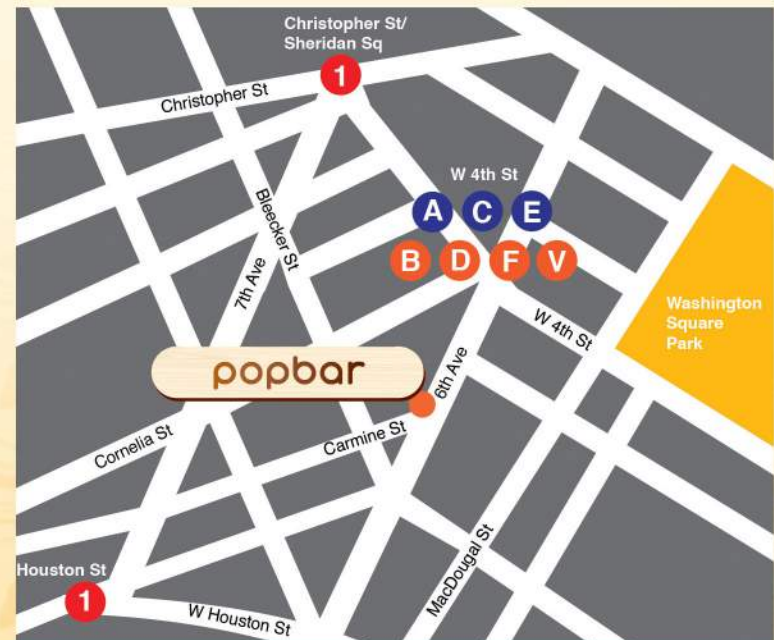 Christopher St/
Sheridan Sq
1
Christopher St
W 4th St
A C E
Bleecker St
B D F V
7th Ave
W 4th St
Washington
Square
Park
popbar
6th Ave
Carmine St
Cornelia St
MacDougal St
Houston St
1
W Houston St